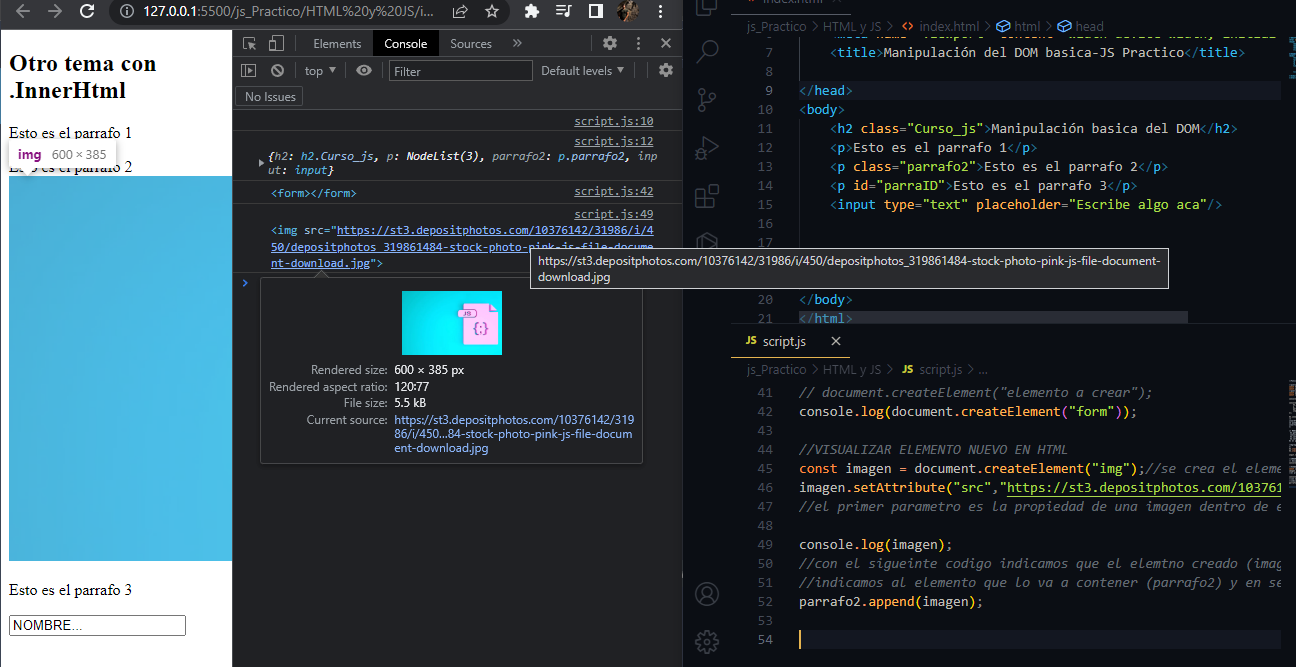 127.0.0.1:5500/js_Practico/HTML%20y%20JS/i...
Otro tema con
.InnerHtml
Esto es el parrafo 1
img 600 × 385
Esto es el parrafo 2
Esto es el parrafo 3
NOMBRE...
Elements Console Sources »
top ▼ Filter Default levels ▼
No Issues
script.js:10
script.js:12
{h2: h2.Curso_js, p: NodeList(3), parrafo2: p.parrafo2, inp
ut: input}
script.js:42
<form></form>
script.js:49
<img src="https://st3.depositphotos.com/10376142/31986/i/4
50/depositphotos_319861484-stock-photo-pink-js-file-docume
nt-download.jpg">
https://st3.depositphotos.com/10376142/31986/i/450/depositphotos_319861484-stock-photo-pink-js-file-document-
download.jpg
JS
{;}
Rendered size: 600 × 385 px
Rendered aspect ratio: 120:77
File size: 5.5 kB
Current source: https://st3.depositphotos.com/10376142/319
86/i/450...84-stock-photo-pink-js-file-docum
ent-download.jpg
index.html
js_Practico > HTML y JS > <> index.html > html > head
7 <title>Manipulación del DOM basica-JS Practico</title>
8
9 </head>
10 <body>
11 <h2 class="Curso_js">Manipulación basica del DOM</h2>
12 <p>Esto es el parrafo 1</p>
13 <p class="parrafo2">Esto es el parrafo 2</p>
14 <p id="parraID">Esto es el parrafo 3</p>
15 <input type="text" placeholder="Escribe algo aca"/>
16
17
20 </body>
21 </html>
JS script.js ×
js_Practico > HTML y JS > JS script.js > ...
41 // document.createElement("elemento a crear");
42 console.log(document.createElement("form"));
43
44 //VISUALIZAR ELEMENTO NUEVO EN HTML
45 const imagen = document.createElement("img");//se crea el eleme
46 imagen.setAttribute("src","https://st3.depositphotos.com/103761
47 //el primer parametro es la propiedad de una imagen dentro de e
48
49 console.log(imagen);
50 //con el sigueinte codigo indicamos que el elemtno creado (imag
51 //indicamos al elemento que lo va a contener (parrafo2) y en se
52 parrafo2.append(imagen);
53
54